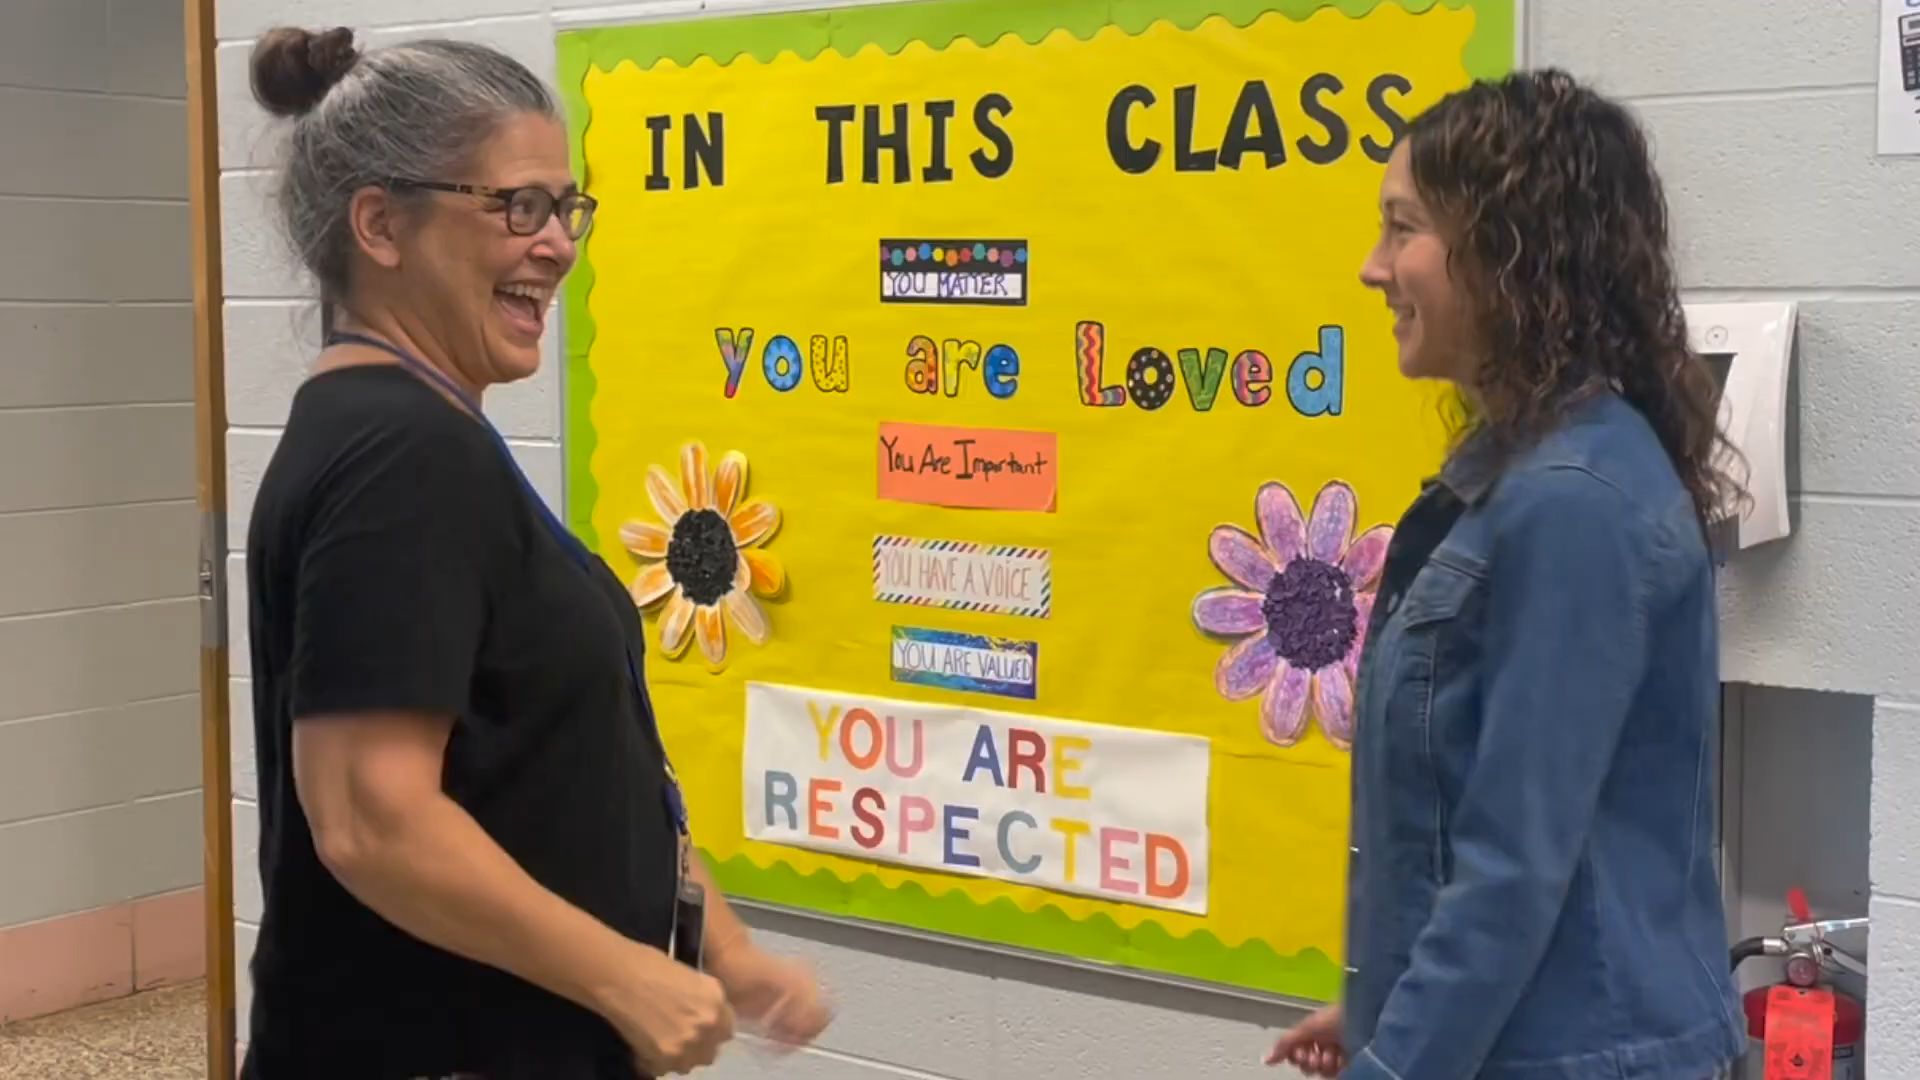 IN THIS CLASS
YOU MATTER
you are Loved
You Are Important
YOU HAVE A VOICE
YOU ARE VALUED
YOU ARE
RESPECTED